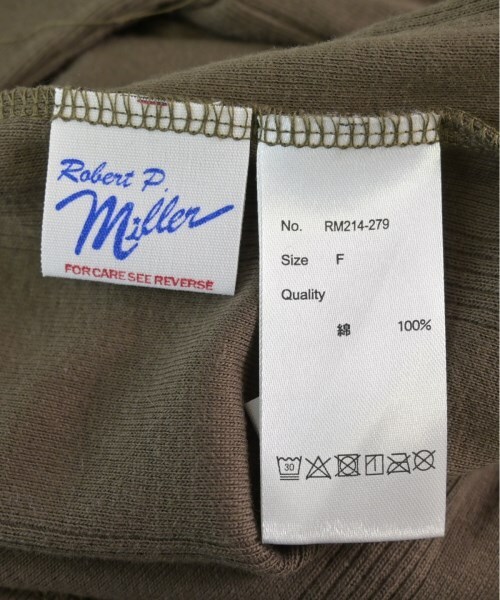 Robert P.
Miller
FOR CARE SEE REVERSE
No. RM214-279
Size F
Quality
綿 100%
30